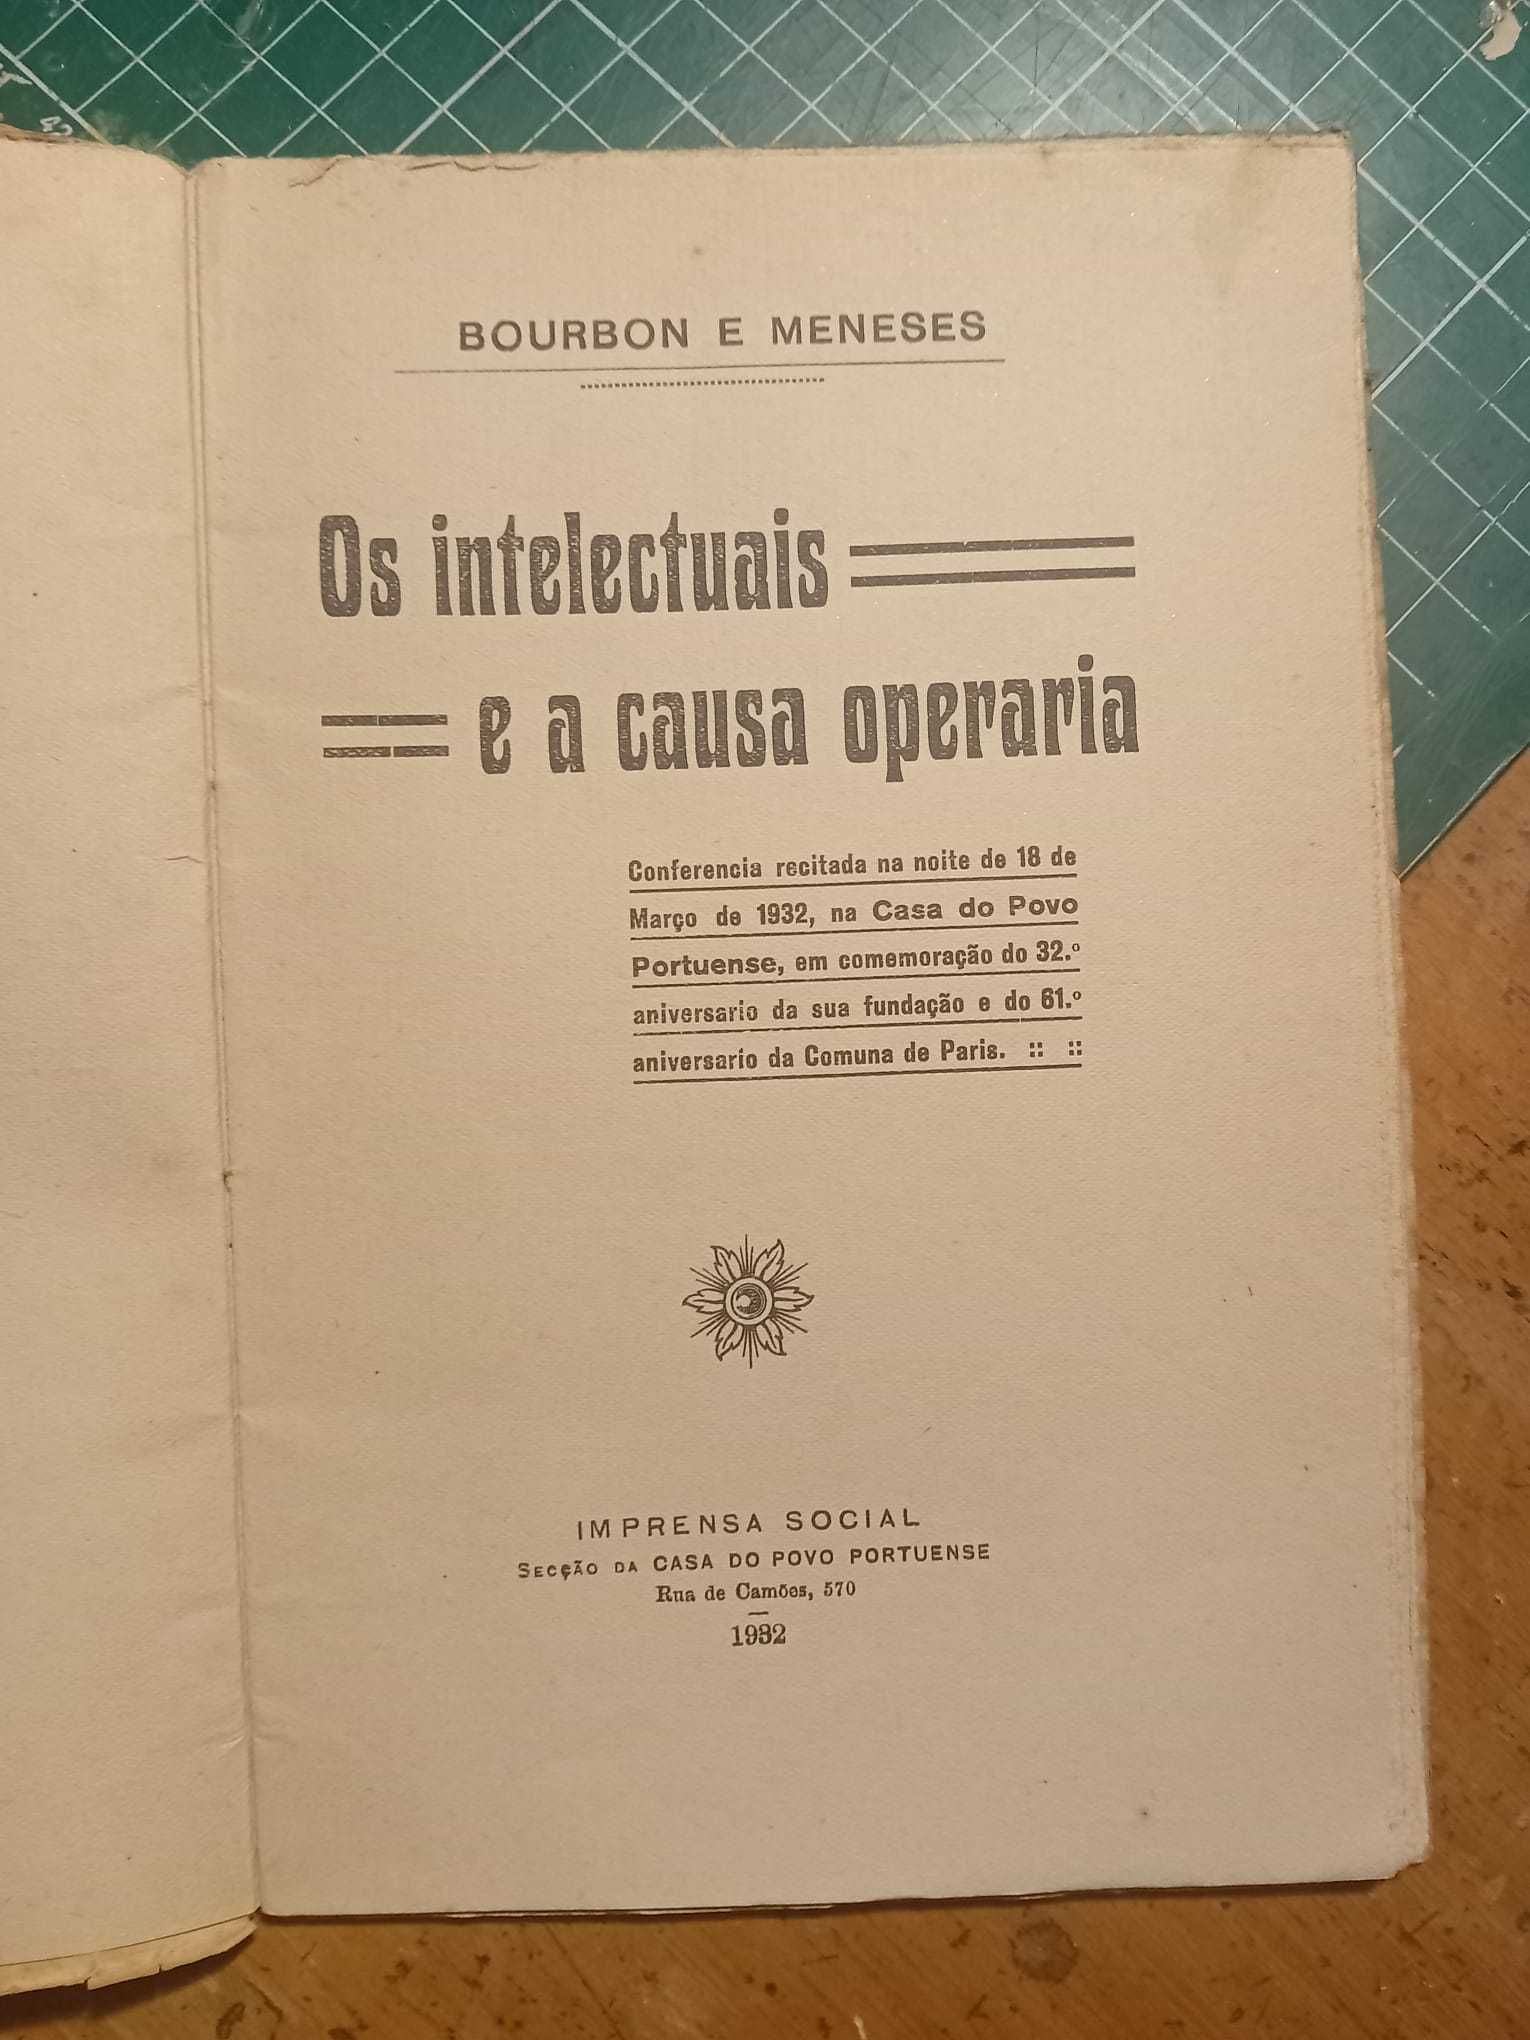 BOURBON E MENESES
Os intelectuais
e a causa operaria
Conferencia recitada na noite de 18 de
Março de 1932, na Casa do Povo
Portuense, em comemoração do 32.º
aniversario da sua fundação e do 61.º
aniversario da Comuna de Paris. :: ::
IMPRENSA SOCIAL
SECÇÃO DA CASA DO POVO PORTUENSE
Rua de Camões, 570
1932